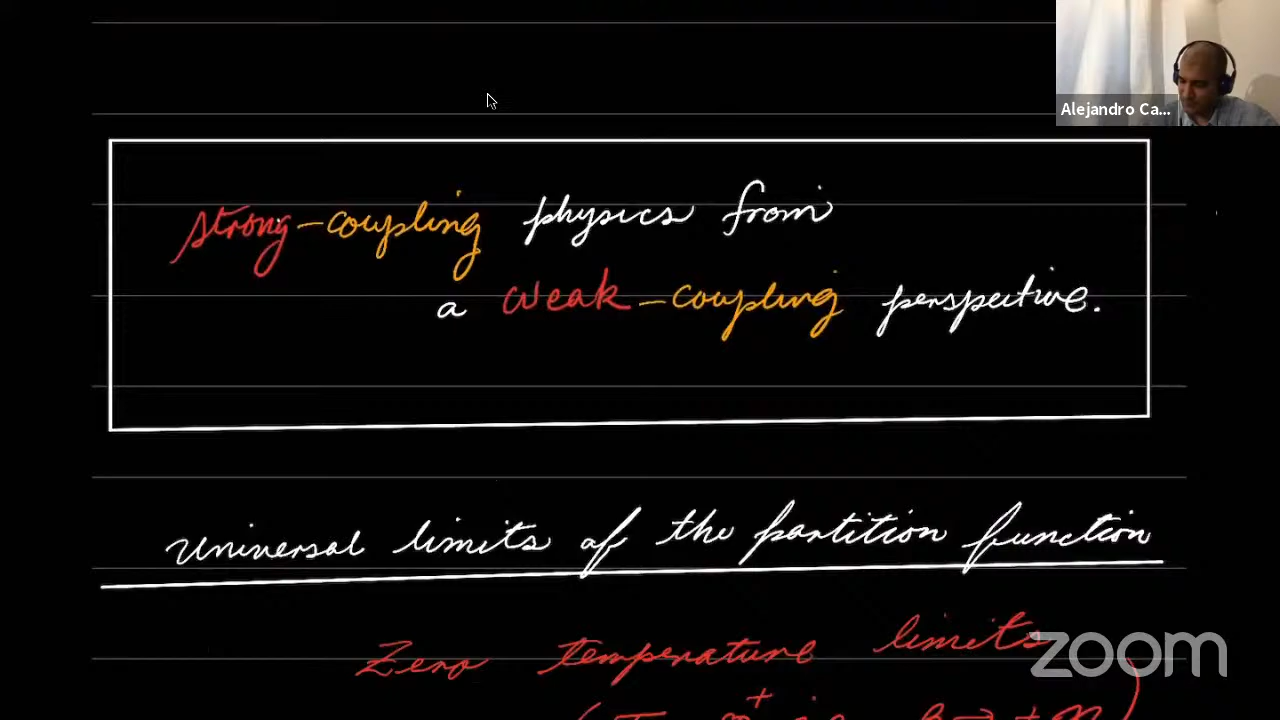 Alejandro Ca...
strong-coupling physics from
a weak-coupling perspective.
Universal limits of the partition function
Zero temperature limits
zoom